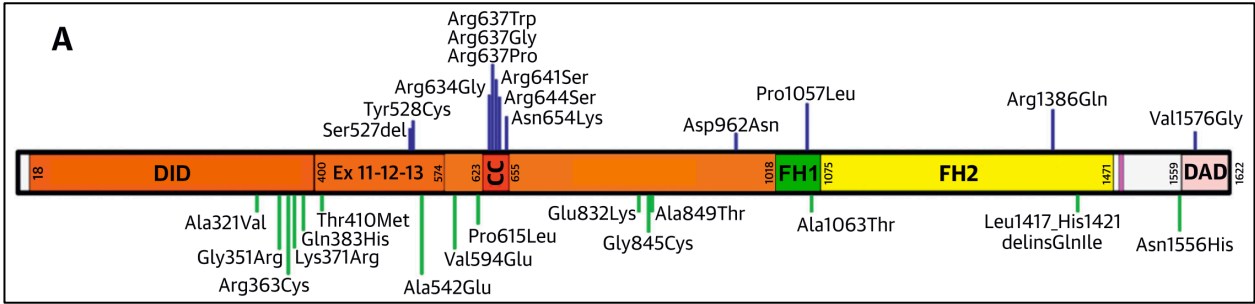 A
Arg637Trp
Arg637Gly
Arg637Pro
Arg634Gly
Arg641Ser
Arg644Ser
Asn654Lys
Tyr528Cys
Ser527del
Asp962Asn
Pro1057Leu
Arg1386Gln
Val1576Gly
18
DID
400
Ex 11-12-13
574
623
CC
655
1018
FH1
1075
FH2
1471
1559
DAD
1622
Ala321Val
Gly351Arg
Arg363Cys
Lys371Arg
Gln383His
Thr410Met
Ala542Glu
Val594Glu
Pro615Leu
Glu832Lys
Gly845Cys
Ala849Thr
Ala1063Thr
Leu1417_His1421
delinsGlnIle
Asn1556His